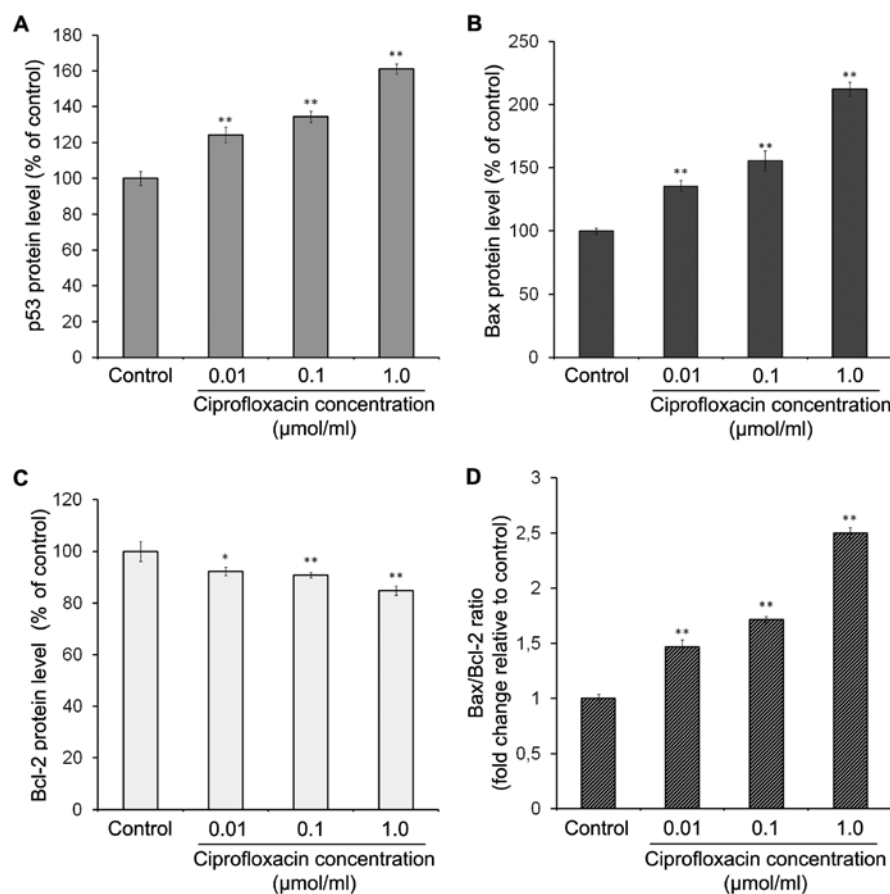 A
p53 protein level (% of control)
180
160
140
120
100
80
60
40
20
0
**
**
**
Control
0.01
0.1
1.0
Ciprofloxacin concentration
(µmol/ml)
B
Bax protein level (% of control)
250
200
150
100
50
0
**
**
**
Control
0.01
0.1
1.0
Ciprofloxacin concentration
(µmol/ml)
C
Bcl-2 protein level (% of control)
120
100
80
60
40
20
0
*
**
**
Control
0.01
0.1
1.0
Ciprofloxacin concentration
(µmol/ml)
D
Bax/Bcl-2 ratio
(fold change relative to control)
3
2,5
2
1,5
1
0,5
0
**
**
**
Control
0.01
0.1
1.0
Ciprofloxacin concentration
(µmol/ml)